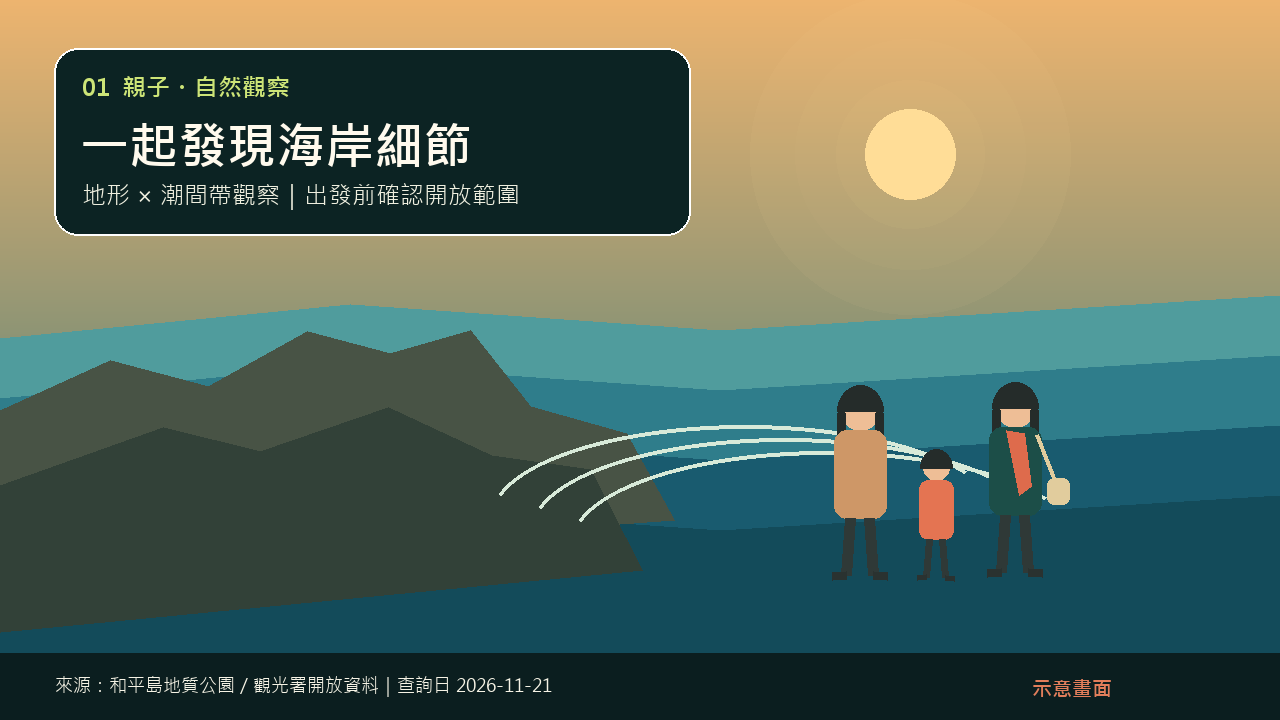 01 親子・自然觀察
一起發現海岸細節
地形 × 潮間帶觀察｜出發前確認開放範圍
來源：和平島地質公園 / 觀光署開放資料｜查詢日 2026-11-21
示意畫面